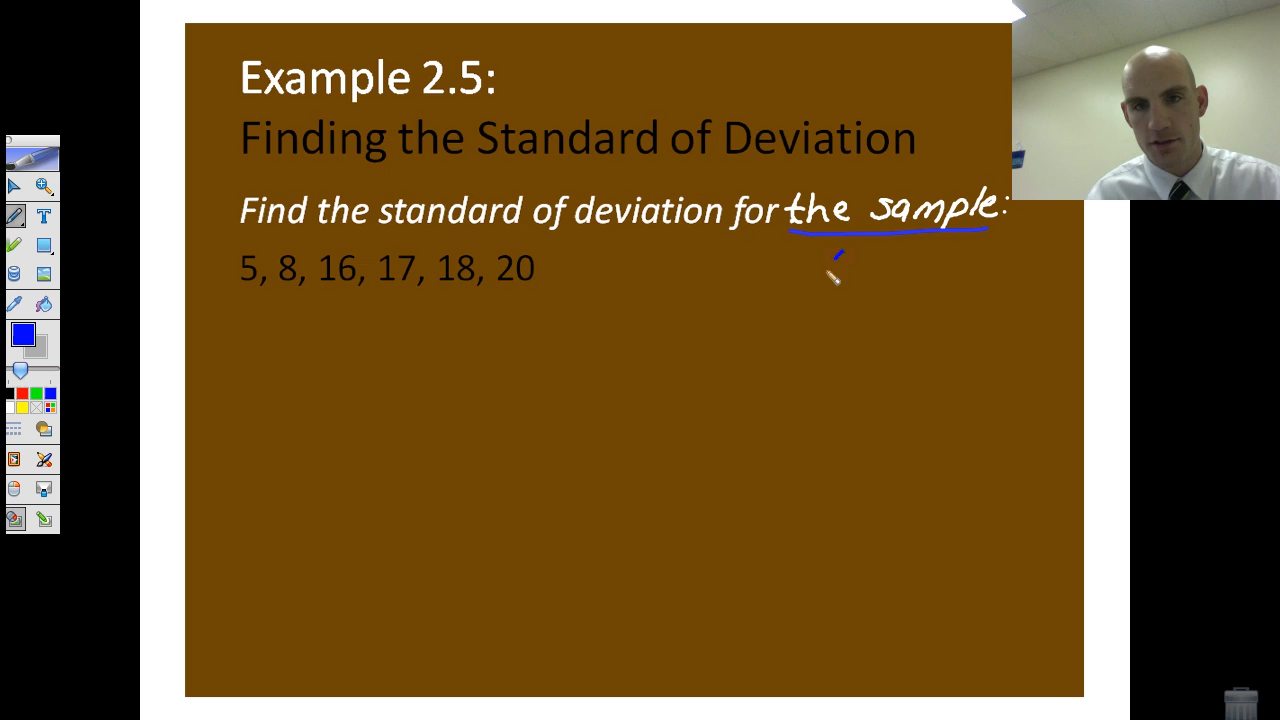 Example 2.5:
Finding the Standard of Deviation
Find the standard of deviation for the sample:
5, 8, 16, 17, 18, 20
T